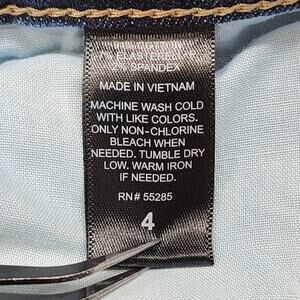 SPANDEX
MADE IN VIETNAM
MACHINE WASH COLD
WITH LIKE COLORS.
ONLY NON-CHLORINE
BLEACH WHEN
NEEDED. TUMBLE DRY
LOW. WARM IRON
IF NEEDED.
RN# 55285
4